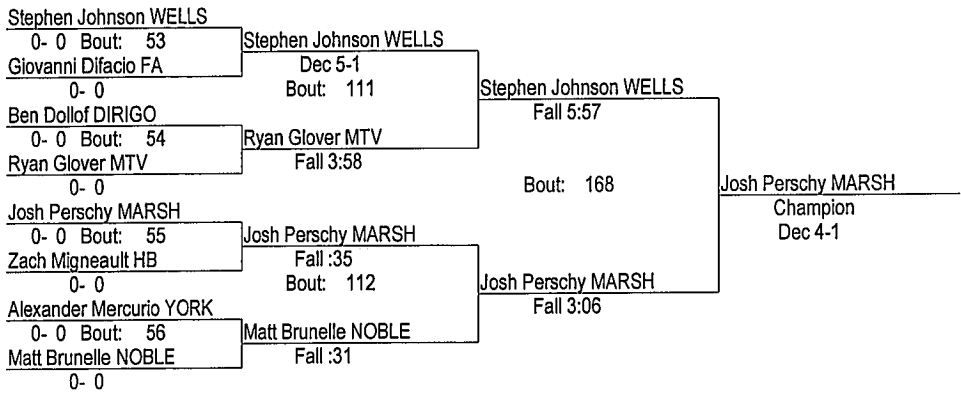 Stephen Johnson WELLS
0- 0 Bout: 53
Giovanni Difacio FA
0- 0
Ben Dollof DIRIGO
0- 0 Bout: 54
Ryan Glover MTV
0- 0
Josh Perschy MARSH
0- 0 Bout: 55
Zach Migneault HB
0- 0
Alexander Mercurio YORK
0- 0 Bout: 56
Matt Brunelle NOBLE
0- 0
Stephen Johnson WELLS
Dec 5-1
Bout: 111
Ryan Glover MTV
Fall 3:58
Josh Perschy MARSH
Fall :35
Bout: 112
Matt Brunelle NOBLE
Fall :31
Stephen Johnson WELLS
Fall 5:57
Bout: 168
Josh Perschy MARSH
Fall 3:06
Josh Perschy MARSH
Champion
Dec 4-1